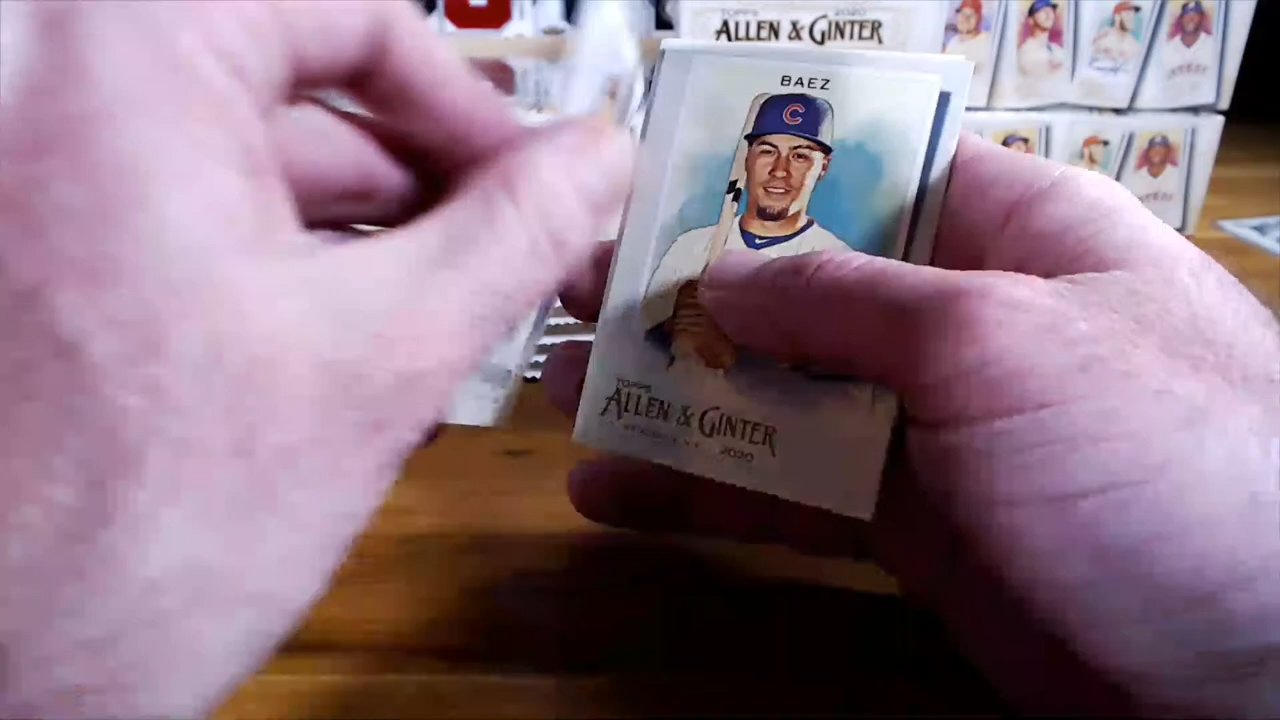 TOPPS 2020
ALLEN & GINTER
BAEZ
C
TOPPS
ALLEN & GINTER
2020